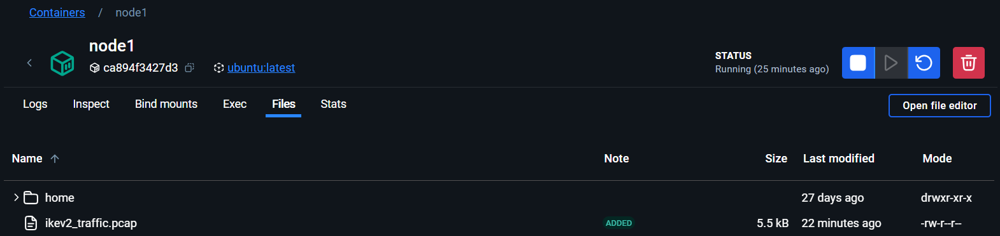 Containers / node1
node1
ca894f3427d3 ubuntu:latest
STATUS
Running (25 minutes ago)
Logs Inspect Bind mounts Exec Files Stats
Open file editor
Name Note Size Last modified Mode
home 27 days ago drwxr-xr-x
ikev2_traffic.pcap ADDED 5.5 kB 22 minutes ago -rw-r--r--